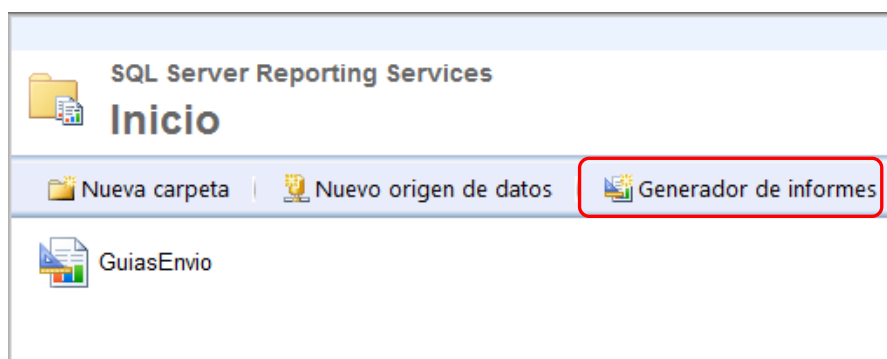 SQL Server Reporting Services
Inicio
Nueva carpeta | Nuevo origen de datos | Generador de informes
GuiasEnvio